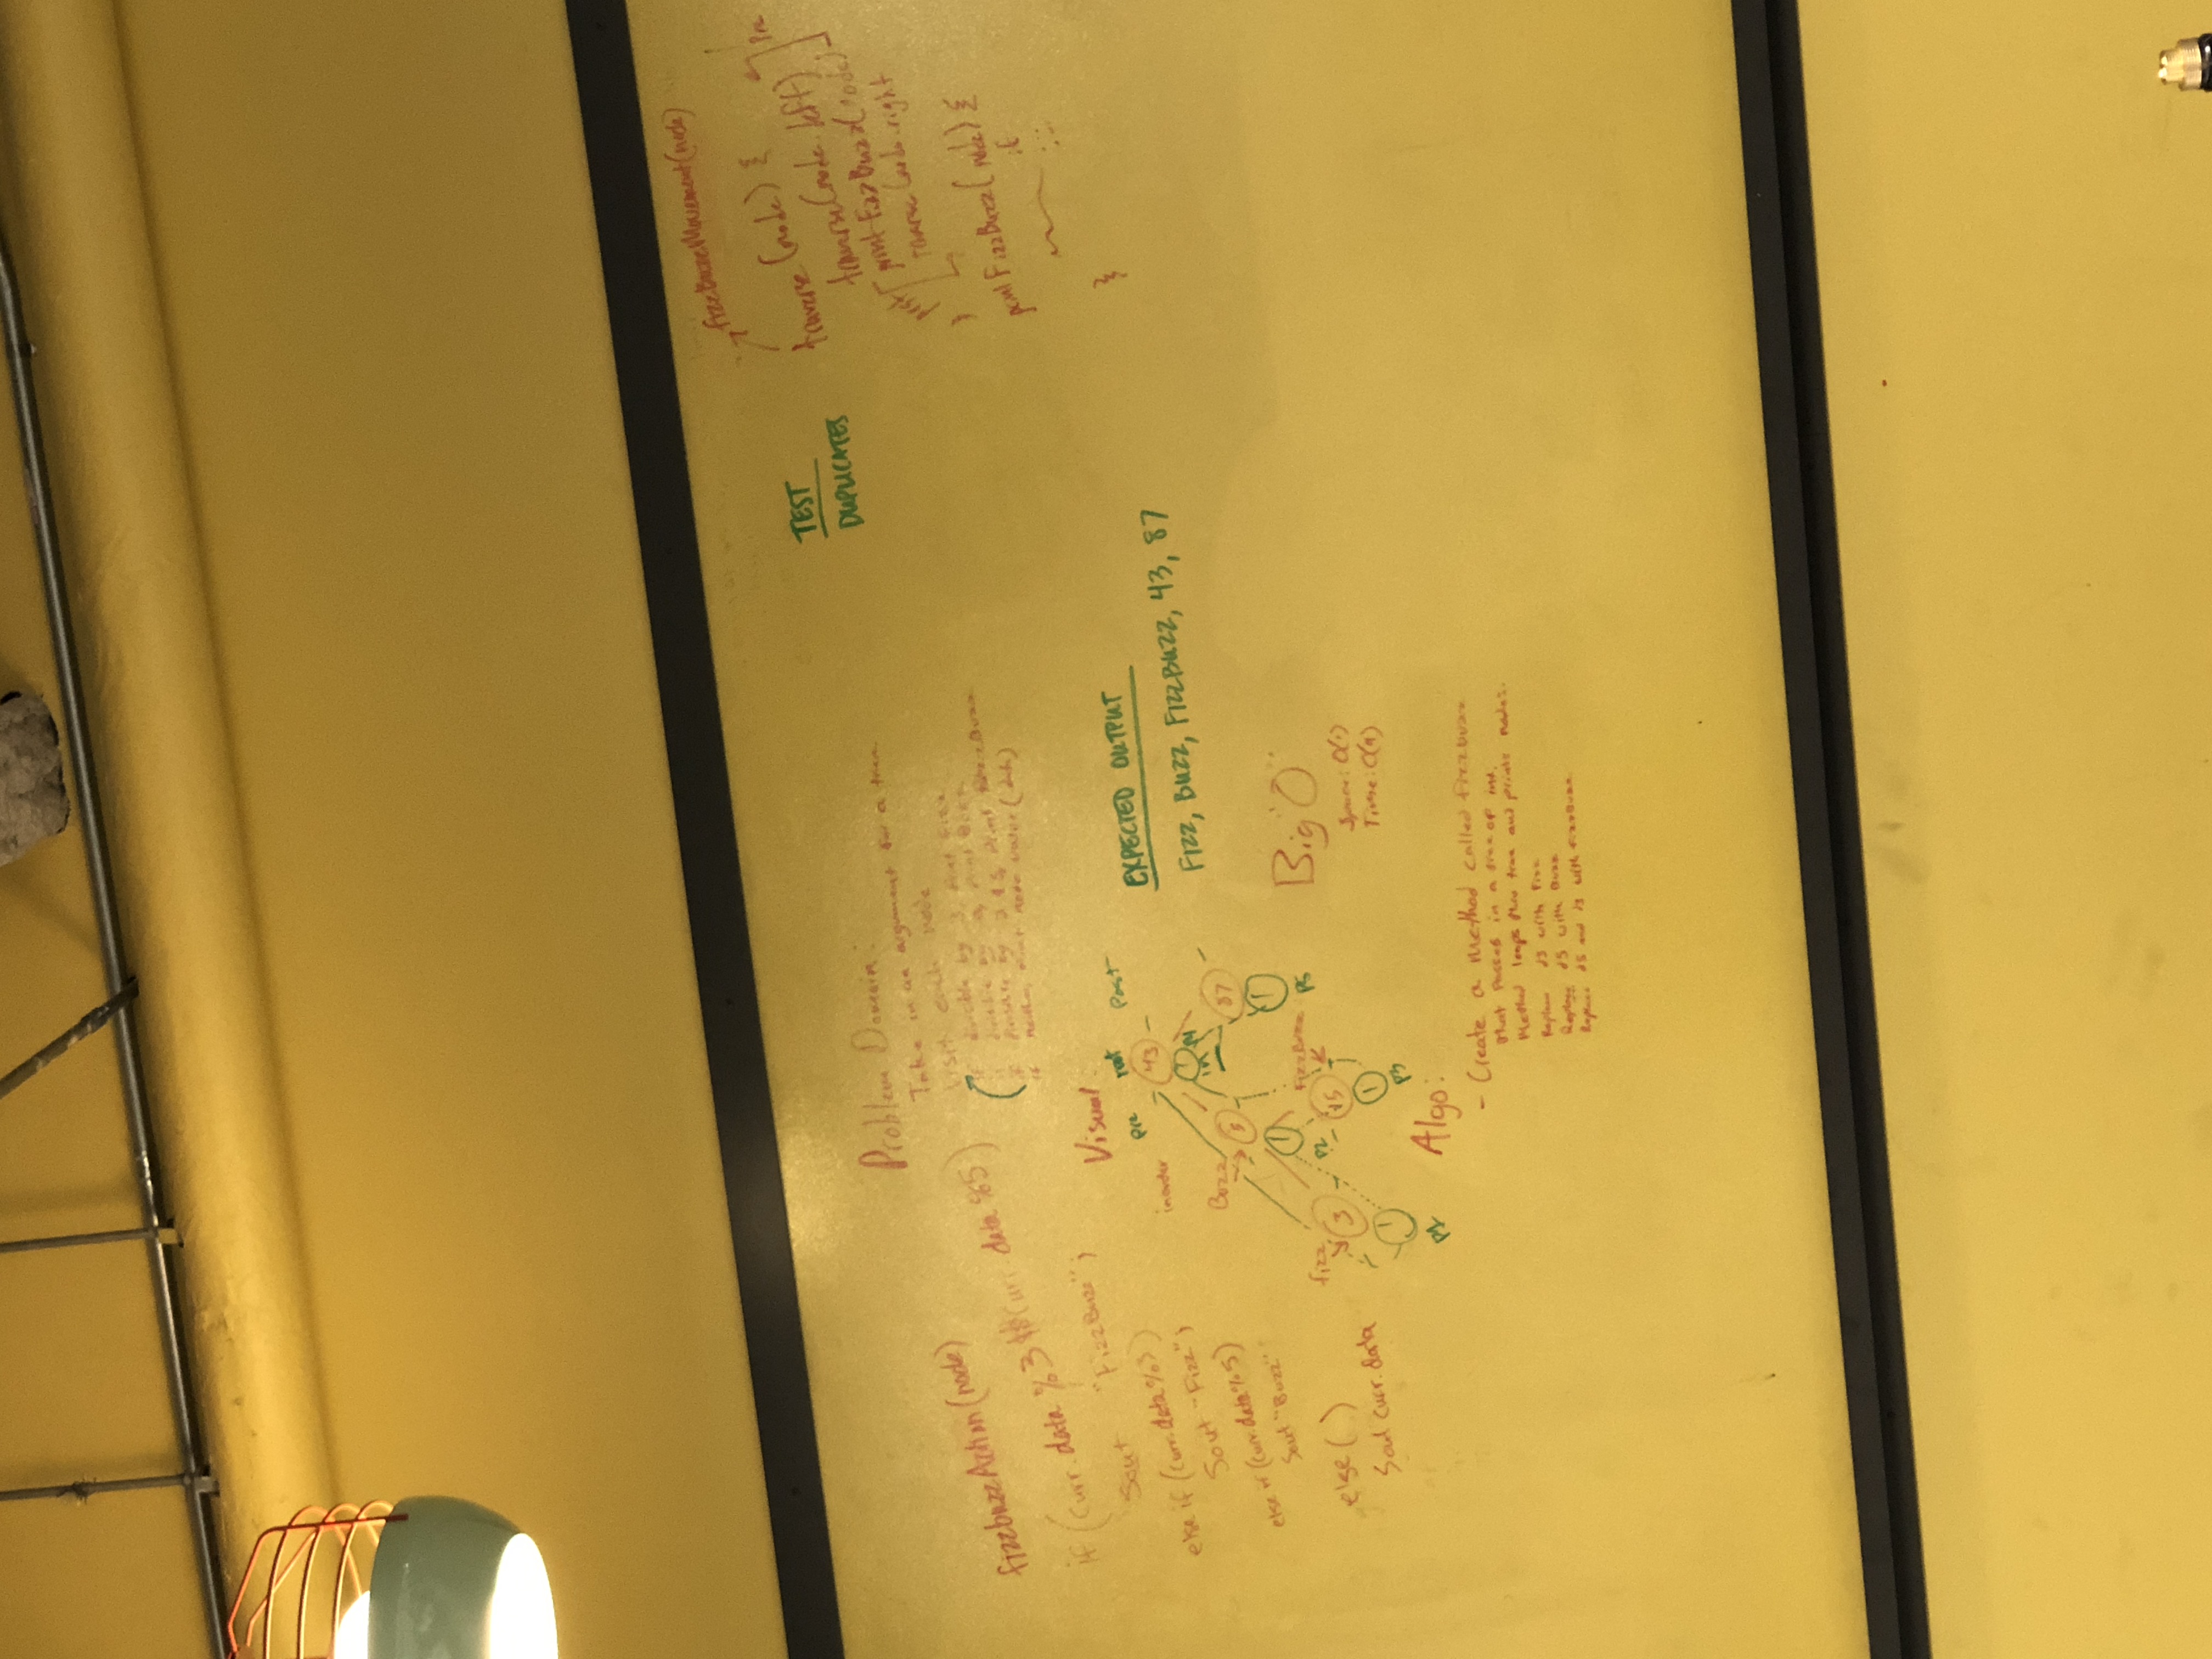 Problem Domain:
Take in an argument for a tree
Visit each node
if divisible by 3, print Fizz
if divisible by 5, print Buzz
if divisible by 3 & 5 print FizzBuzz
if neither, print node value (data)
fizzbuzzAction(node)
if (curr.data %3 curr.data %5)
Sout "FizzBuzz";
else if (curr.data%3)
Sout "Fizz";
else if (curr.data%5)
Sout "Buzz"
else ( )
Sout curr.data
Visual
pre root Post
inorder
43
1
in
P4
Buzz
5
87
1
1
P2
P5
fizz
3
FizzBuzz
15
1
1
P1
P3
EXPECTED OUTPUT
FIZZ, BUZZ, FIZZBUZZ, 43, 87
Big "O"
Space: O(1)
Time: O(n)
Algo:
- Create a method called fizzbuzz
that passes in a tree of int.
Method loops thru tree and prints nodes.
Replace d3 with Fizz
Replace d5 with Buzz
Replace d5 and d3 with FizzBuzz
TEST
DUPLICATES
fizzBuzzMovement(node)
traverse (node) {
traverse(node.left)
print FizzBuzz(node)
node.right
Pre
post
}
print FizzBuzz( node) {
if
}